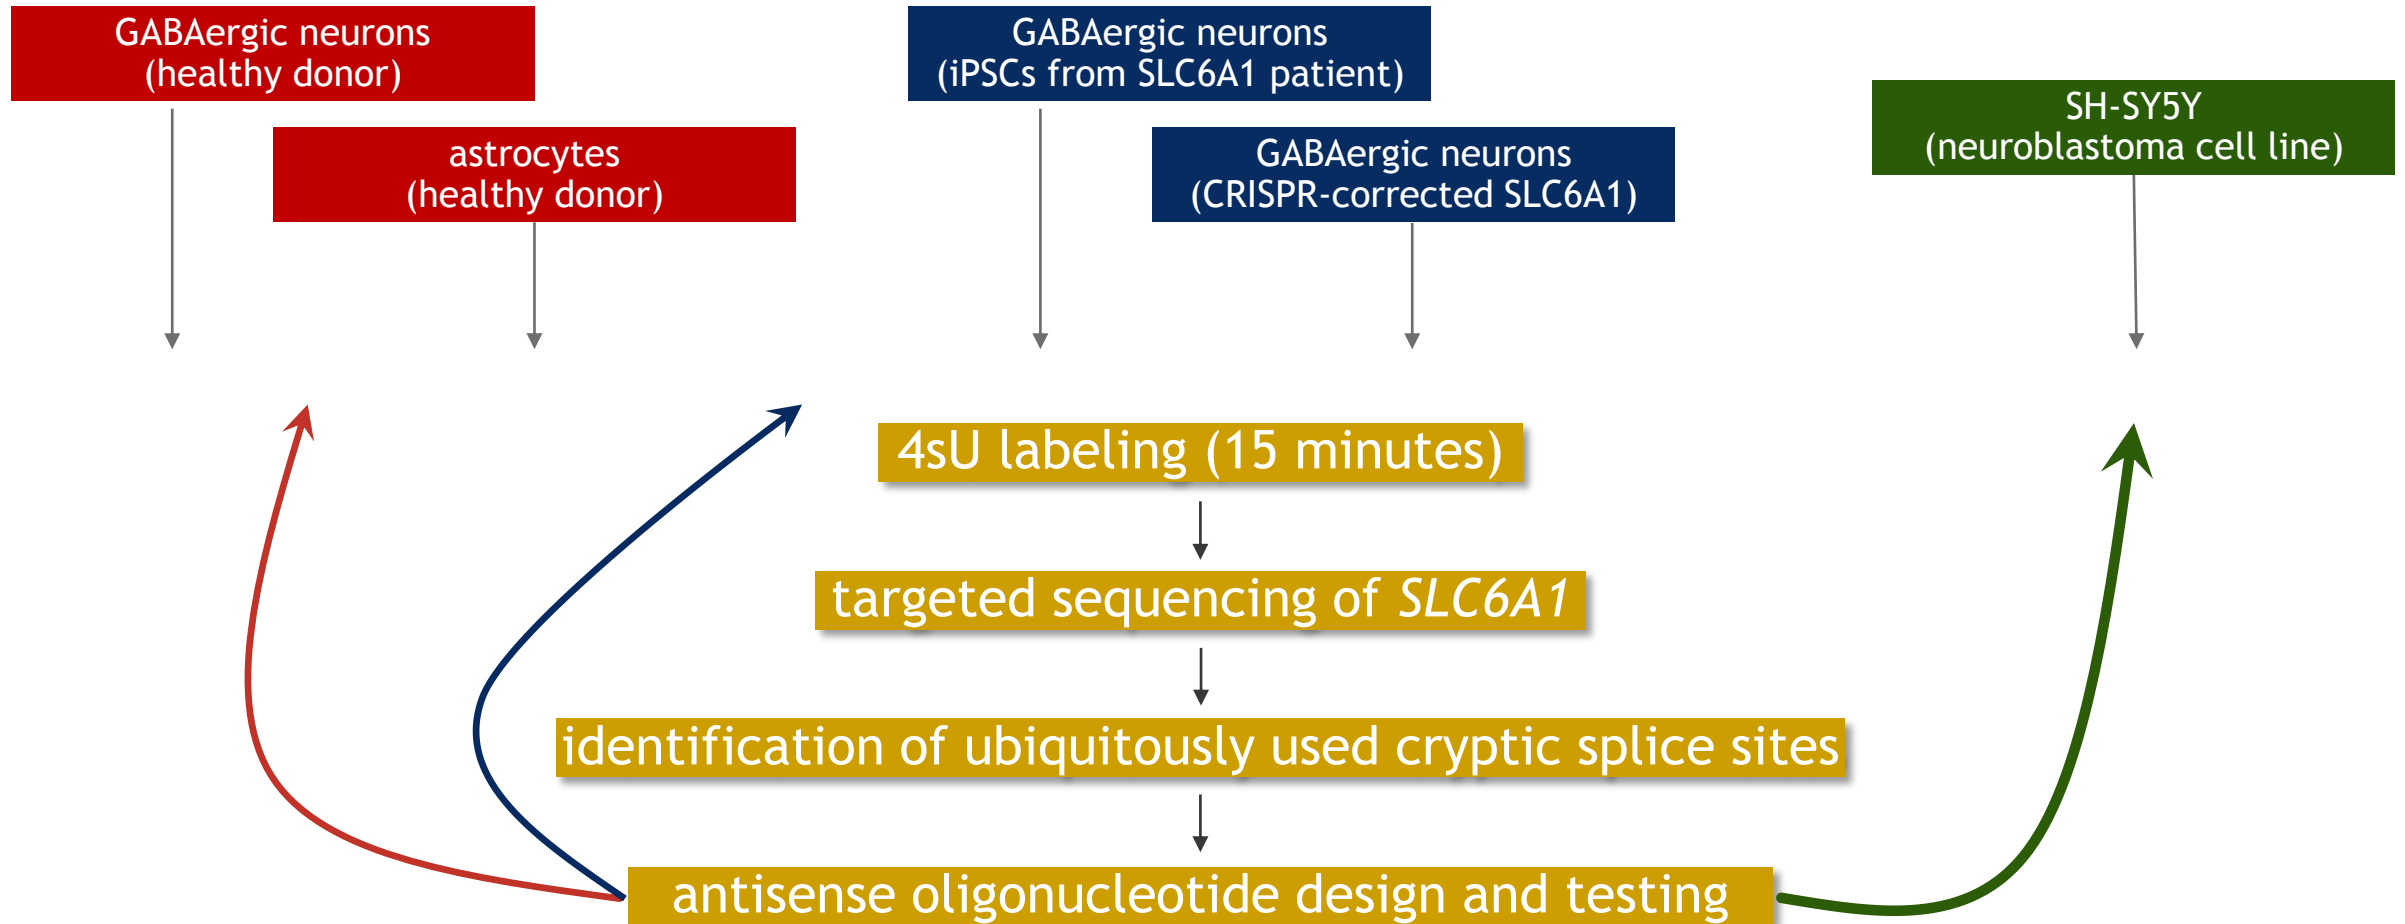 GABAergic neurons
(healthy donor)
astrocytes
(healthy donor)
GABAergic neurons
(iPSCs from SLC6A1 patient)
GABAergic neurons
(CRISPR-corrected SLC6A1)
SH-SY5Y
(neuroblastoma cell line)
4sU labeling (15 minutes)
targeted sequencing of SLC6A1
identification of ubiquitously used cryptic splice sites
antisense oligonucleotide design and testing